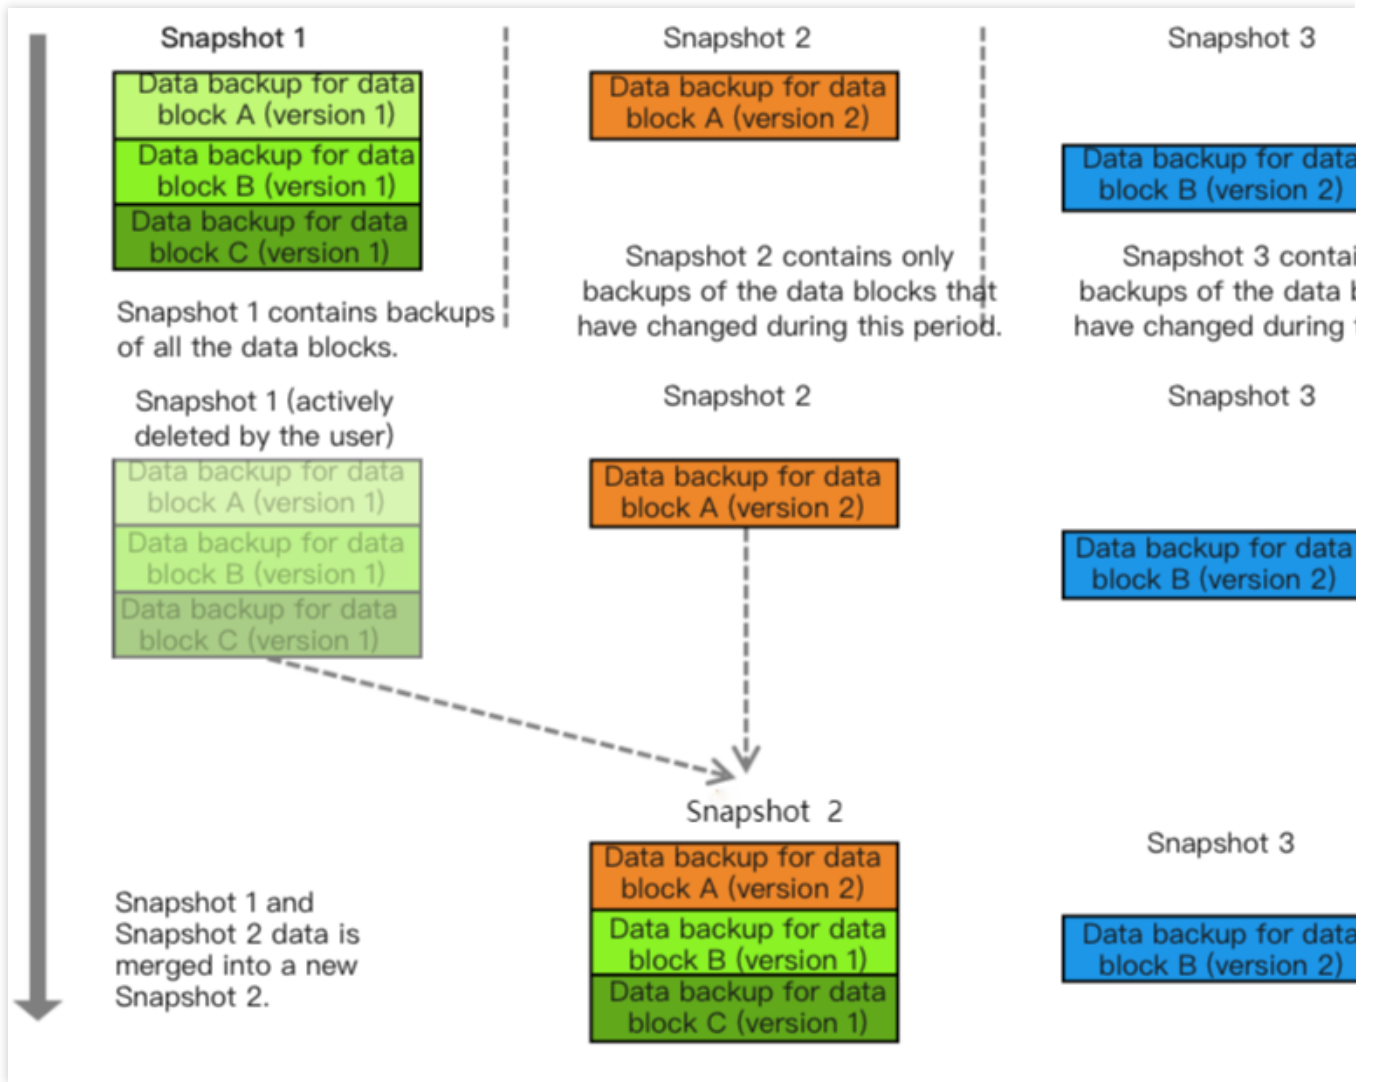 Snapshot 1
Data backup for data
block A (version 1)
Data backup for data
block B (version 1)
Data backup for data
block C (version 1)
Snapshot 1 contains backups
of all the data blocks.
Snapshot 2
Data backup for data
block A (version 2)
Snapshot 2 contains only
backups of the data blocks that
have changed during this period.
Snapshot 3
Data backup for data
block B (version 2)
Snapshot 3 contai
backups of the data
have changed during
Snapshot 1 (actively
deleted by the user)
Data backup for data
block A (version 1)
Data backup for data
block B (version 1)
Data backup for data
block C (version 1)
Snapshot 2
Data backup for data
block A (version 2)
Snapshot 3
Data backup for data
block B (version 2)
Snapshot 1 and
Snapshot 2 data is
merged into a new
Snapshot 2.
Snapshot 2
Data backup for data
block A (version 2)
Data backup for data
block B (version 1)
Data backup for data
block C (version 1)
Snapshot 3
Data backup for data
block B (version 2)